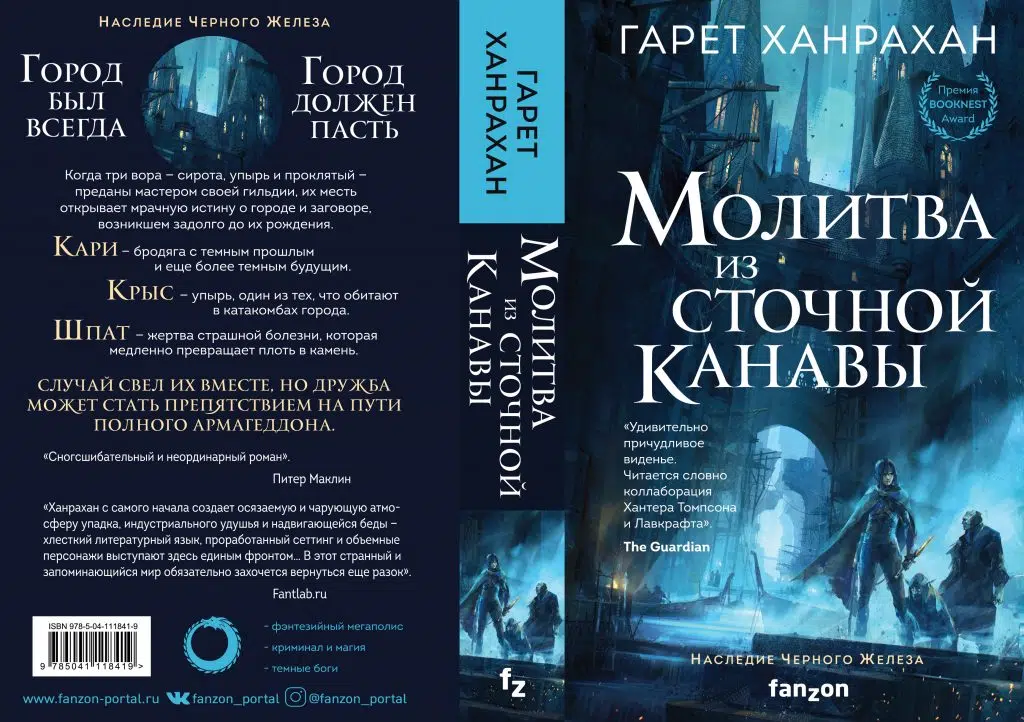 Наследие Черного Железа
Город
был
всегда
Город
должен
пасть
Когда три вора – сирота, упырь и проклятый –
преданы мастером своей гильдии, их месть
открывает мрачную истину о городе и заговоре,
возникшем задолго до их рождения.
Кари – бродяга с темным прошлым
и еще более темным будущим.
Крыс – упырь, один из тех, что обитают
в катакомбах города.
Шпат – жертва страшной болезни, которая
медленно превращает плоть в камень.
СЛУЧАЙ СВЕЛ ИХ ВМЕСТЕ, НО ДРУЖБА
МОЖЕТ СТАТЬ ПРЕПЯТСТВИЕМ НА ПУТИ
ПОЛНОГО АРМАГЕДДОНА.
«Сногсшибательный и неординарный роман».
Питер Маклин
«Ханрахан с самого начала создает осязаемую и чарующую атмо-
сферу упадка, индустриального удушья и надвигающейся беды –
хлесткий литературный язык, проработанный сеттинг и объемные
персонажи выступают здесь единым фронтом... В этот странный и
запоминающийся мир обязательно захочется вернуться еще разок».
Fantlab.ru
ISBN 978-5-04-111841-9
9 785041 118419 >
- фэнтезийный мегаполис
- криминал и магия
- темные боги
www.fanzon-portal.ru
fanzon_portal
@fanzon_portal
ГАРЕТ
ХАНРАХАН
Молитва
из сточной
Канавы
fz
ГАРЕТ ХАНРАХАН
Премия
BOOKNEST
Award
Молитва
из
сточной
Канавы
«Удивительно
причудливое
виденье.
Читается словно
коллаборация
Хантера Томпсона
и Лавкрафта».
The Guardian
Наследие Черного Железа
fanzon